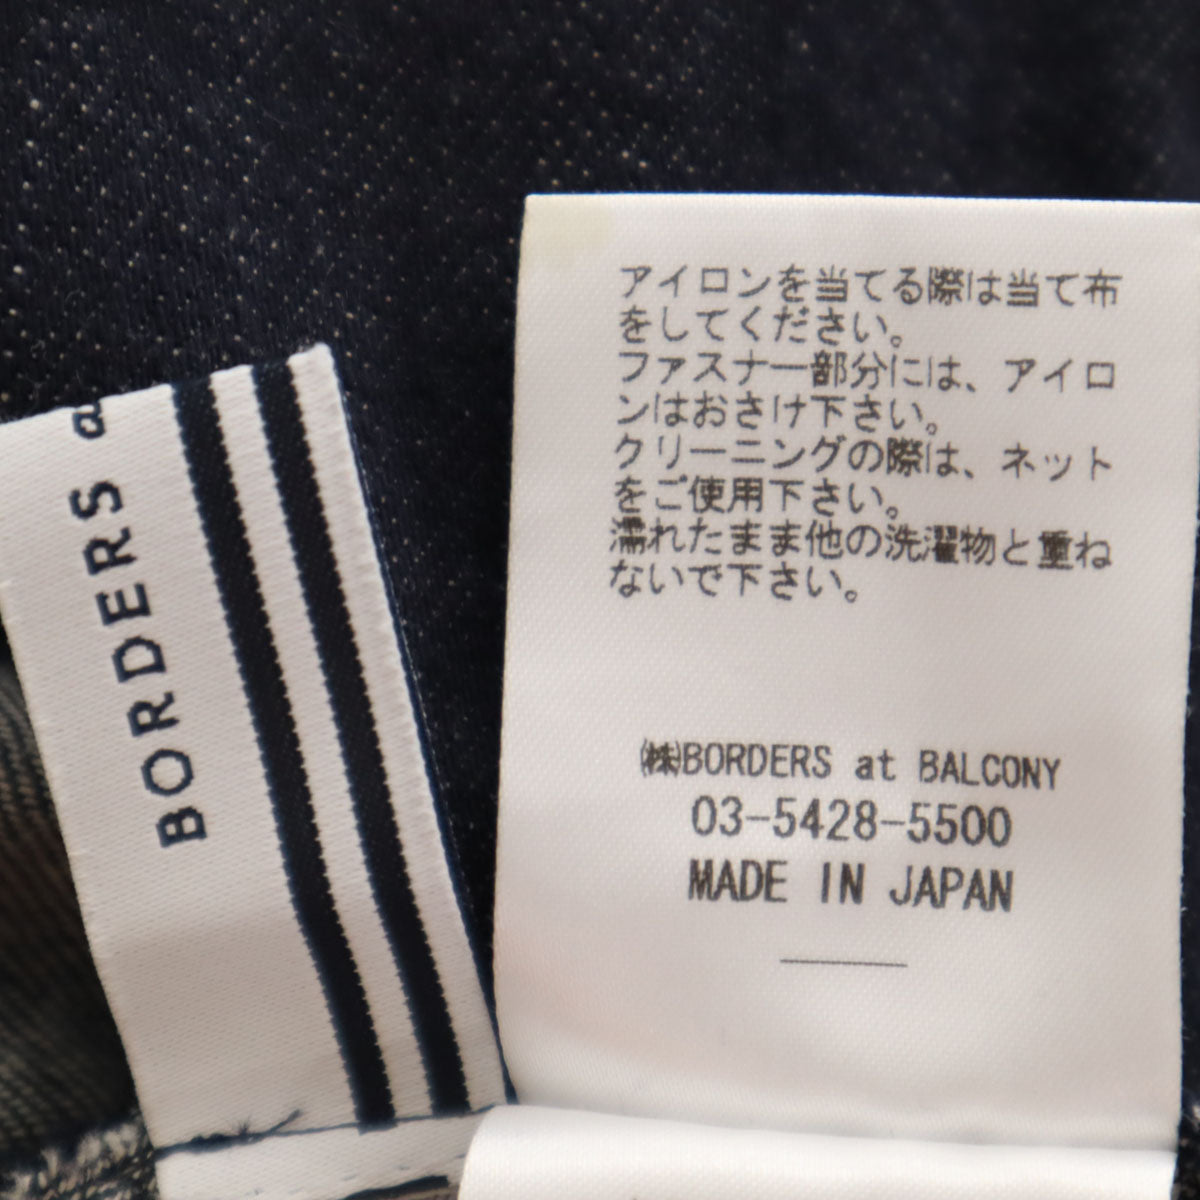 アイロンを当てる際は当て布
をしてください。
ファスナー部分には、アイロ
ンはおさけ下さい。
クリーニングの際は、ネット
をご使用下さい。
濡れたまま他の洗濯物と重ね
ないで下さい。
㈱BORDERS at BALCONY
03-5428-5500
MADE IN JAPAN
BORDERS a